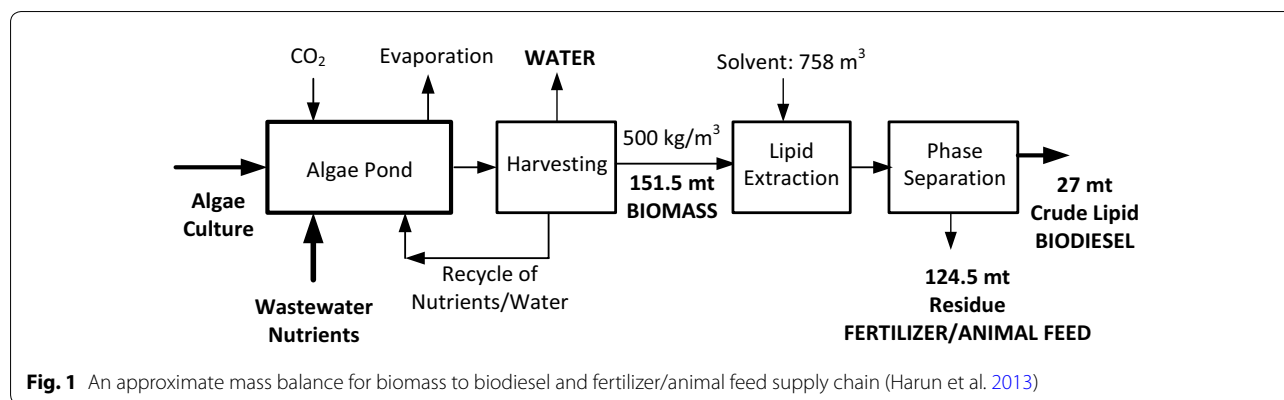 CO₂
Evaporation
WATER
Solvent: 758 m³
Algae Pond
Harvesting
500 kg/m³
151.5 mt
BIOMASS
Lipid
Extraction
Phase
Separation
27 mt
Crude Lipid
BIODIESEL
Algae
Culture
Wastewater
Nutrients
Recycle of
Nutrients/Water
124.5 mt
Residue
FERTILIZER/ANIMAL FEED
Fig. 1 An approximate mass balance for biomass to biodiesel and fertilizer/animal feed supply chain (Harun et al. 2013)